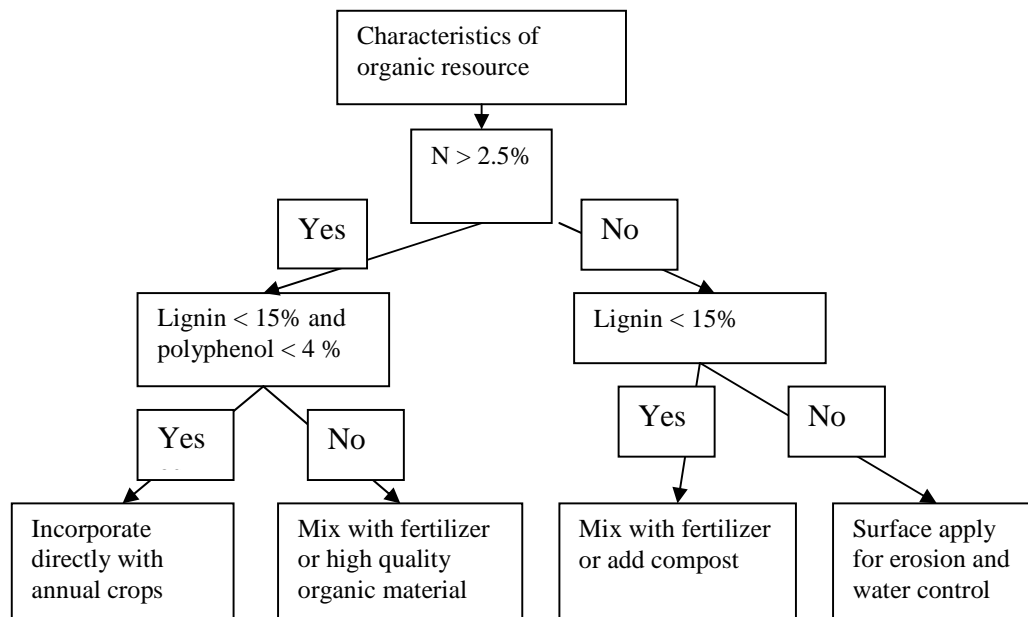 Characteristics of
organic resource
N > 2.5%
Yes
No
Lignin < 15% and
polyphenol < 4 %
Lignin < 15%
Yes
No
Yes
No
Incorporate
directly with
annual crops
Mix with fertilizer
or high quality
organic material
Mix with fertilizer
or add compost
Surface apply
for erosion and
water control